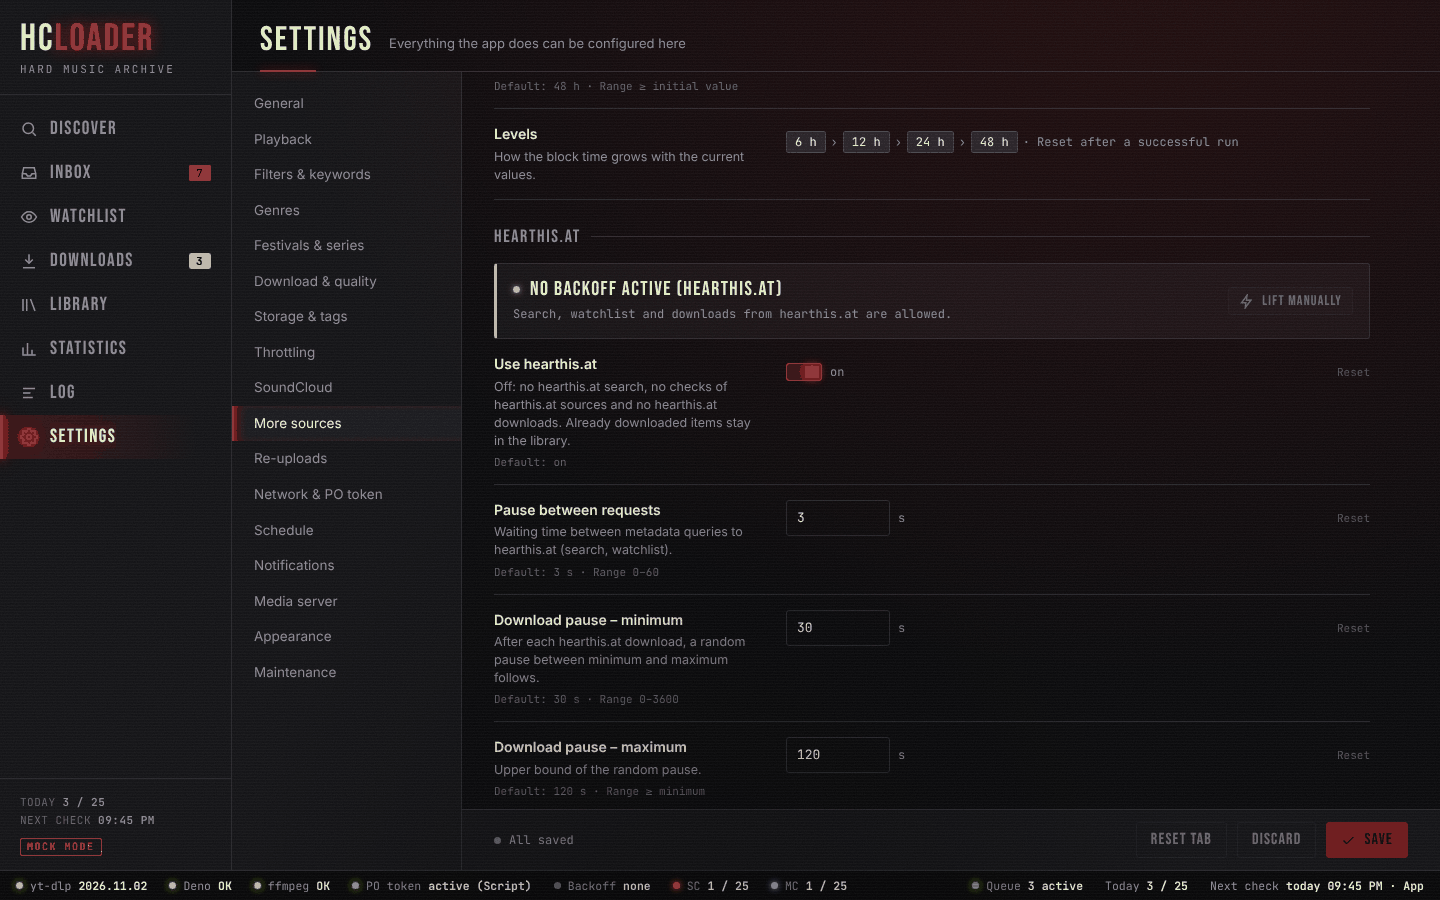 HCLOADER
HARD MUSIC ARCHIVE
DISCOVER
INBOX 7
WATCHLIST
DOWNLOADS 3
LIBRARY
STATISTICS
LOG
SETTINGS
TODAY 3 / 25
NEXT CHECK 09:45 PM
MOCK MODE
SETTINGS Everything the app does can be configured here
General
Playback
Filters & keywords
Genres
Festivals & series
Download & quality
Storage & tags
Throttling
SoundCloud
More sources
Re-uploads
Network & PO token
Schedule
Notifications
Media server
Appearance
Maintenance
Default: 48 h · Range ≥ initial value
Levels
How the block time grows with the current
values.
6 h › 12 h › 24 h › 48 h · Reset after a successful run
HEARTHIS.AT
NO BACKOFF ACTIVE (HEARTHIS.AT)
Search, watchlist and downloads from hearthis.at are allowed.
LIFT MANUALLY
Use hearthis.at
Off: no hearthis.at search, no checks of
hearthis.at sources and no hearthis.at
downloads. Already downloaded items stay
in the library.
Default: on
on
Reset
Pause between requests
Waiting time between metadata queries to
hearthis.at (search, watchlist).
Default: 3 s · Range 0–60
3 s
Reset
Download pause – minimum
After each hearthis.at download, a random
pause between minimum and maximum
follows.
Default: 30 s · Range 0–3600
30 s
Reset
Download pause – maximum
Upper bound of the random pause.
Default: 120 s · Range ≥ minimum
120 s
Reset
All saved
RESET TAB
DISCARD
SAVE
yt-dlp 2026.11.02 Deno OK ffmpeg OK PO token active (Script) Backoff none SC 1 / 25 MC 1 / 25 Queue 3 active Today 3 / 25 Next check today 09:45 PM · App